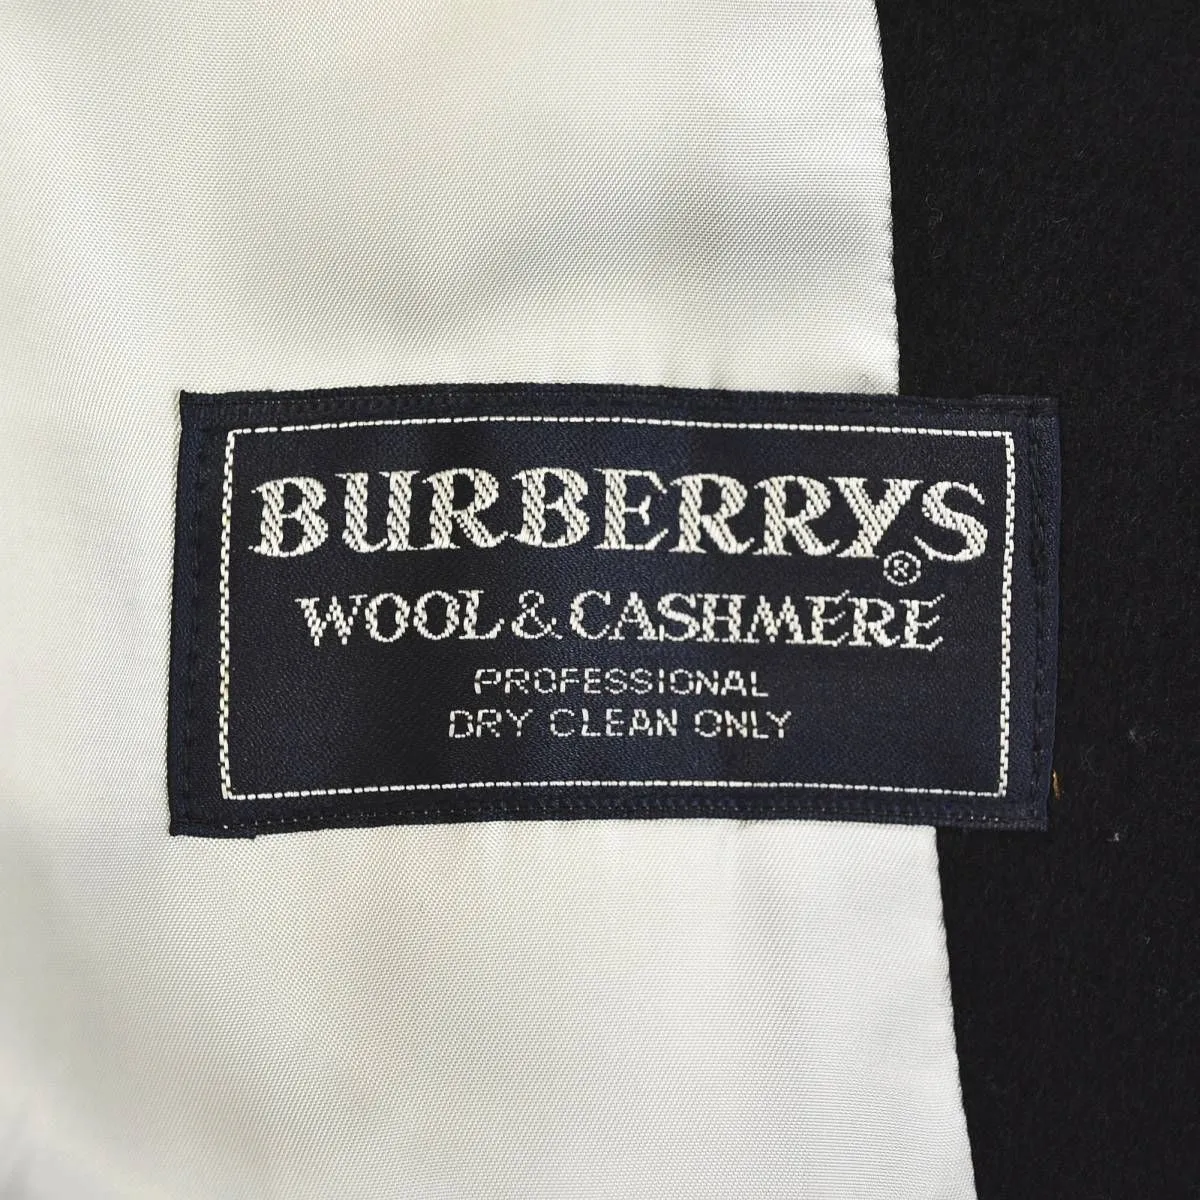 BURBERRYS®
WOOL & CASHMERE
PROFESSIONAL
DRY CLEAN ONLY